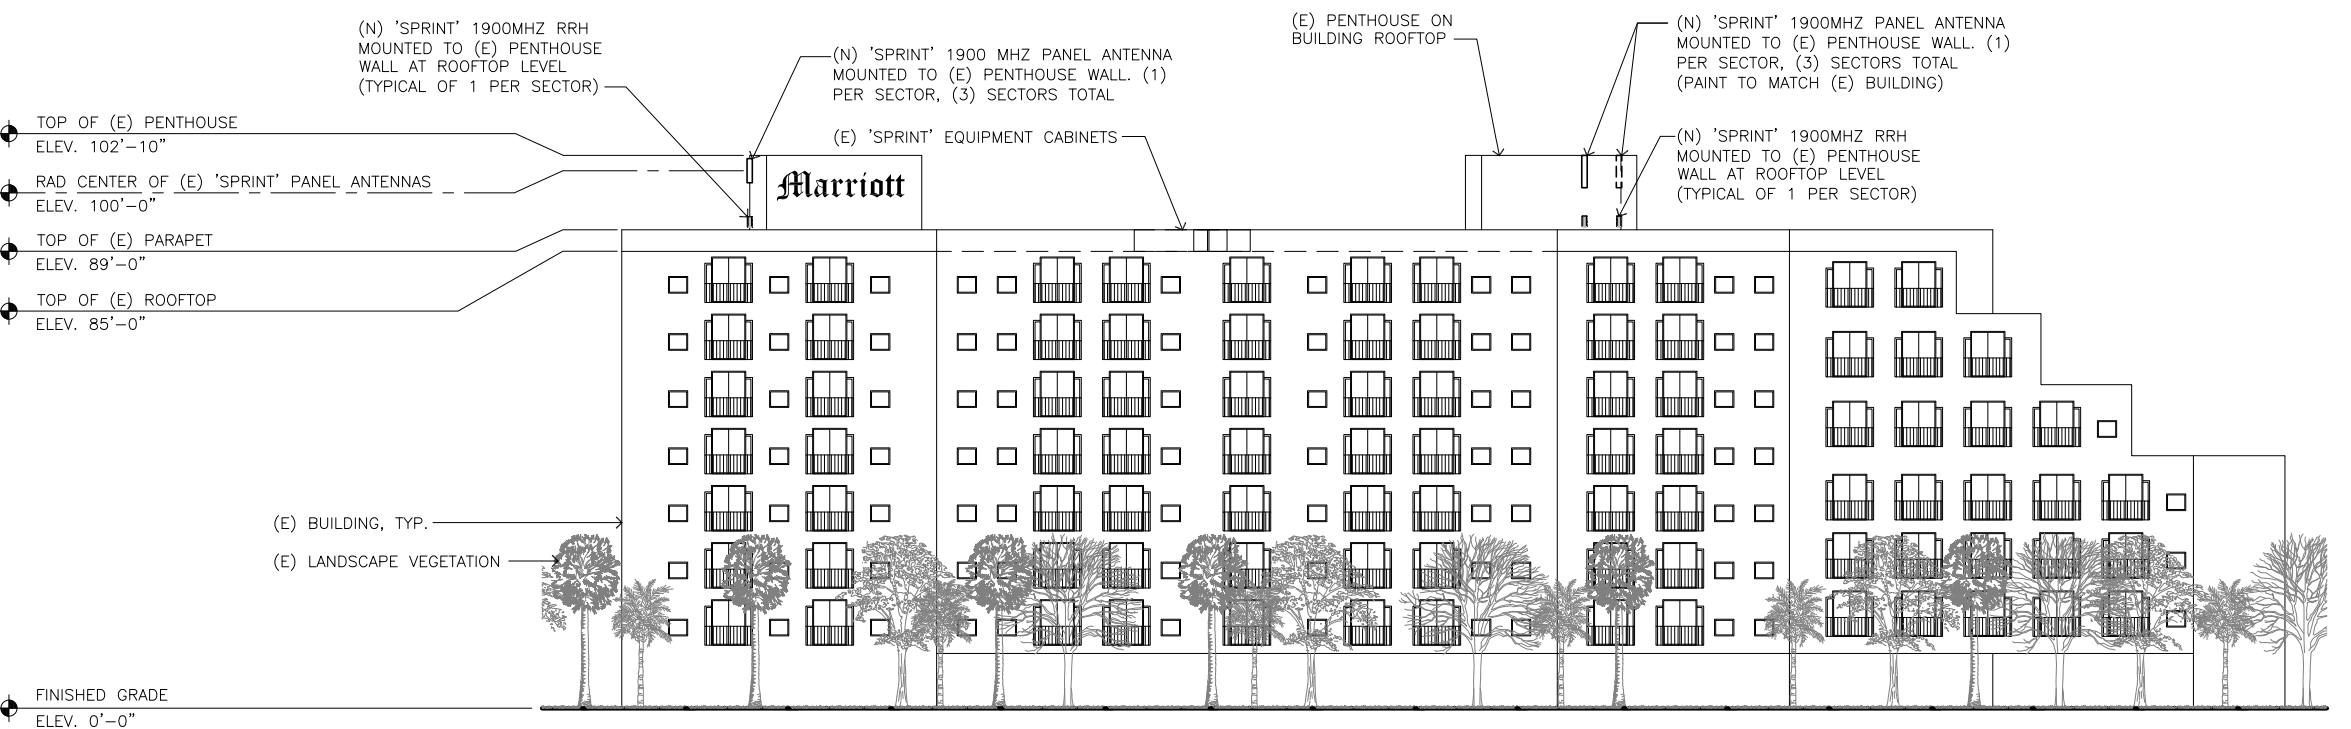 (N) 'SPRINT' 1900MHZ RRH
MOUNTED TO (E) PENTHOUSE
WALL AT ROOFTOP LEVEL
(TYPICAL OF 1 PER SECTOR)
(N) 'SPRINT' 1900 MHZ PANEL ANTENNA
MOUNTED TO (E) PENTHOUSE WALL. (1)
PER SECTOR, (3) SECTORS TOTAL
(E) 'SPRINT' EQUIPMENT CABINETS
(E) PENTHOUSE ON
BUILDING ROOFTOP
(N) 'SPRINT' 1900MHZ PANEL ANTENNA
MOUNTED TO (E) PENTHOUSE WALL. (1)
PER SECTOR, (3) SECTORS TOTAL
(PAINT TO MATCH (E) BUILDING)
(N) 'SPRINT' 1900MHZ RRH
MOUNTED TO (E) PENTHOUSE
WALL AT ROOFTOP LEVEL
(TYPICAL OF 1 PER SECTOR)
TOP OF (E) PENTHOUSE
ELEV. 102'-10"
RAD CENTER OF (E) 'SPRINT' PANEL ANTENNAS
ELEV. 100'-0"
TOP OF (E) PARAPET
ELEV. 89'-0"
TOP OF (E) ROOFTOP
ELEV. 85'-0"
Marriott
(E) BUILDING, TYP.
(E) LANDSCAPE VEGETATION
FINISHED GRADE
ELEV. 0'-0"